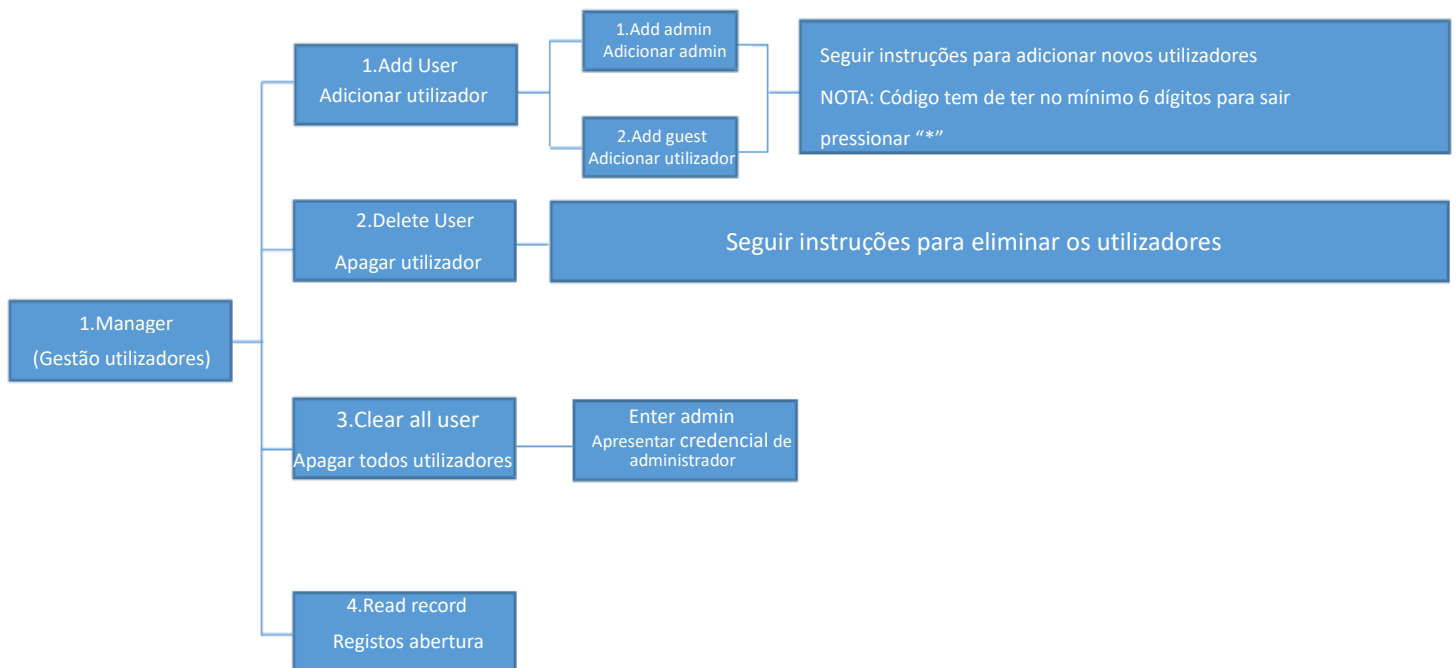 1.Manager
(Gestão utilizadores)
1.Add User
Adicionar utilizador
1.Add admin
Adicionar admin
2.Add guest
Adicionar utilizador
Seguir instruções para adicionar novos utilizadores
NOTA: Código tem de ter no mínimo 6 dígitos para sair
pressionar “*”
2.Delete User
Apagar utilizador
Seguir instruções para eliminar os utilizadores
3.Clear all user
Apagar todos utilizadores
Enter admin
Apresentar credencial de
administrador
4.Read record
Registos abertura